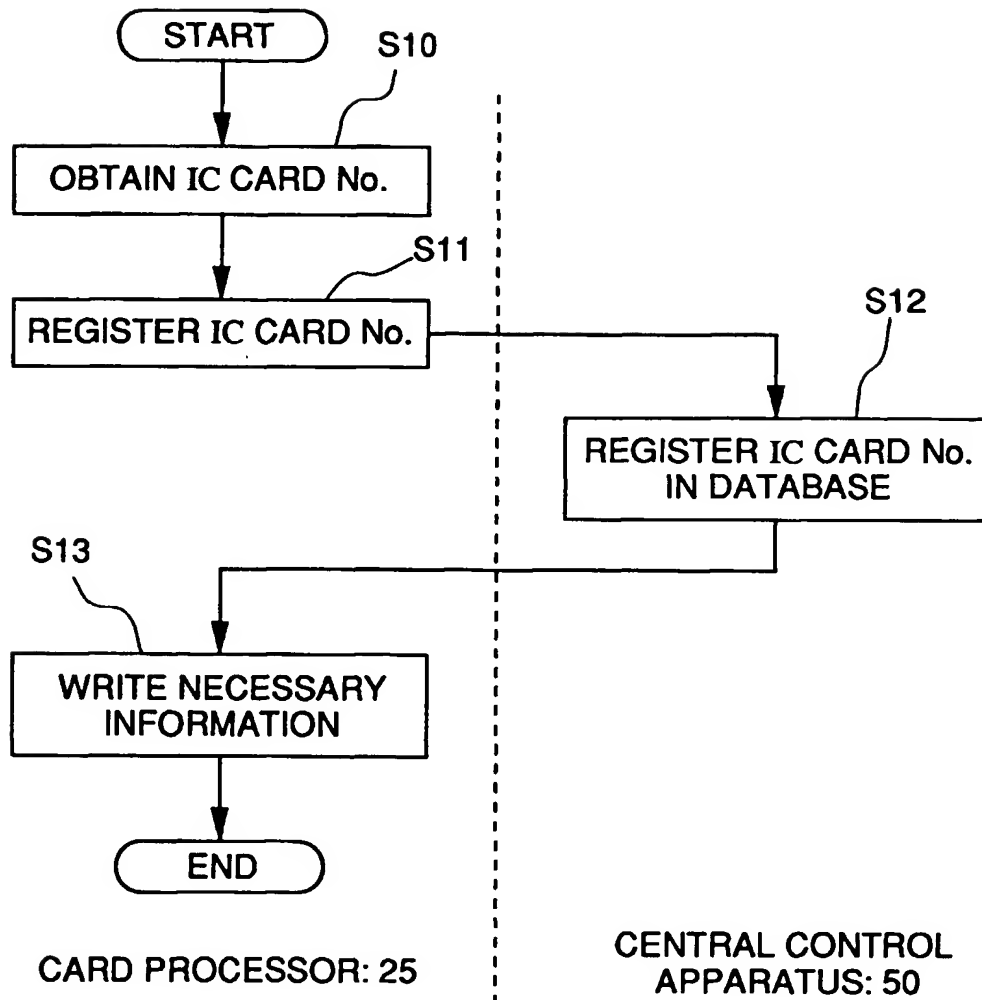 START
S10
OBTAIN IC CARD No.
S11
REGISTER IC CARD No.
S12
REGISTER IC CARD No.
IN DATABASE
S13
WRITE NECESSARY
INFORMATION
END
CARD PROCESSOR: 25
CENTRAL CONTROL
APPARATUS: 50